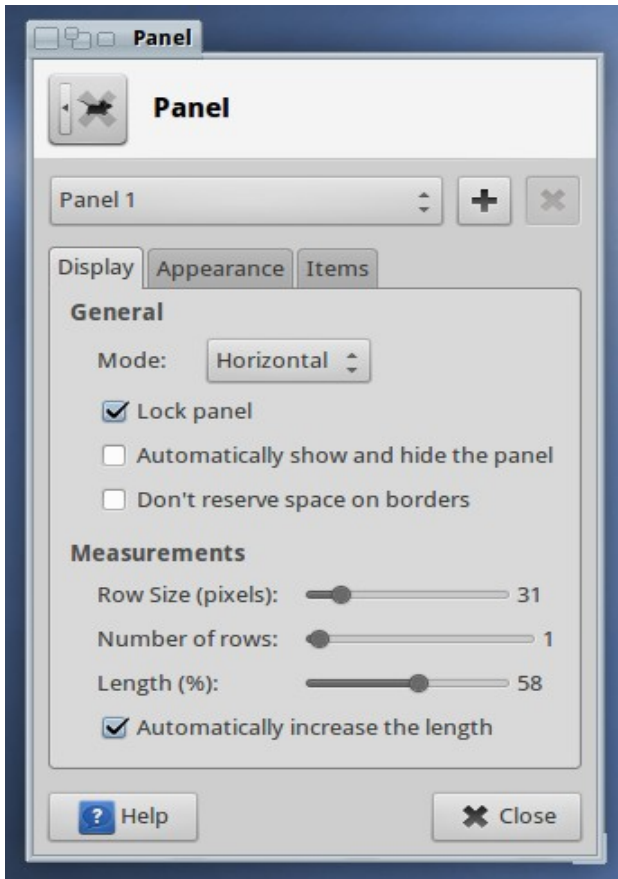 Panel
Panel
Panel 1
Display Appearance Items
General
Mode: Horizontal
Lock panel
Automatically show and hide the panel
Don't reserve space on borders
Measurements
Row Size (pixels): 31
Number of rows: 1
Length (%): 58
Automatically increase the length
? Help
Close